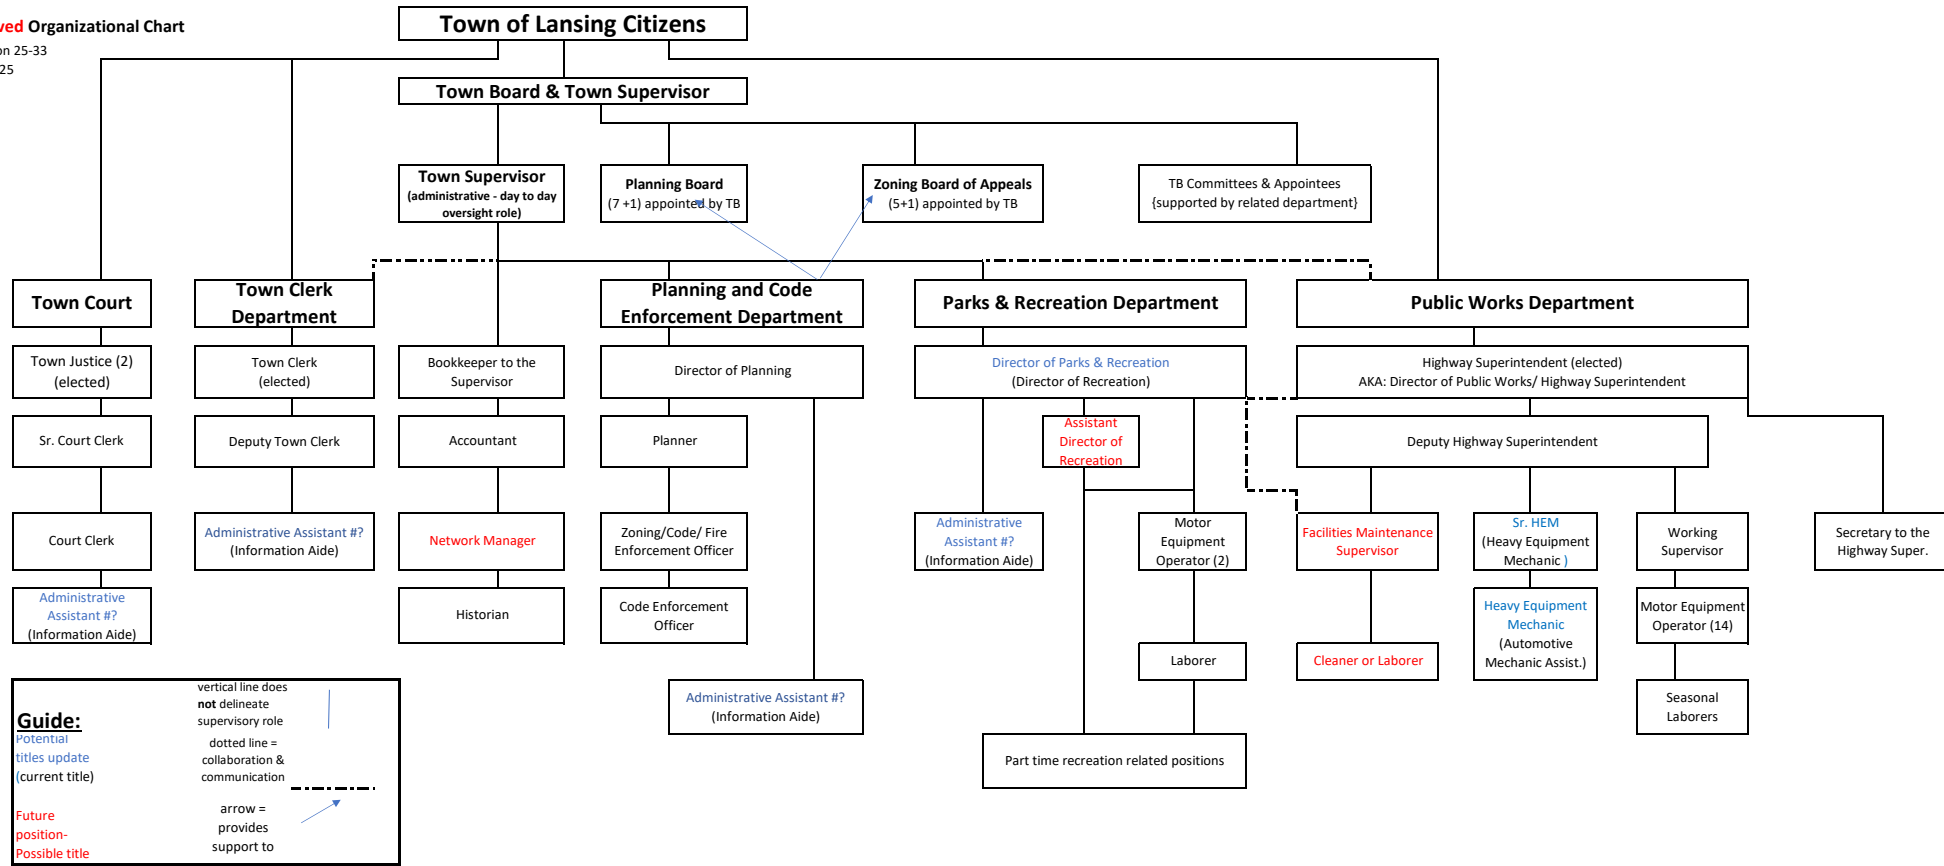 Organizational Chart
25-33
25
Town of Lansing Citizens
Town Board & Town Supervisor
Town Supervisor
(administrative - day to day
oversight role)
Planning Board
(7 +1) appointed by TB
Zoning Board of Appeals
(5+1) appointed by TB
TB Committees & Appointees
{supported by related department}
Town Court
Town Clerk
Department
Planning and Code
Enforcement Department
Parks & Recreation Department
Public Works Department
Town Justice (2)
(elected)
Town Clerk
(elected)
Bookkeeper to the
Supervisor
Director of Planning
Director of Parks & Recreation
(Director of Recreation)
Highway Superintendent (elected)
AKA: Director of Public Works/ Highway Superintendent
Sr. Court Clerk
Deputy Town Clerk
Accountant
Planner
Assistant
Director of
Recreation
Deputy Highway Superintendent
Court Clerk
Administrative Assistant #?
(Information Aide)
Network Manager
Zoning/Code/ Fire
Enforcement Officer
Administrative
Assistant #?
(Information Aide)
Motor
Equipment
Operator (2)
Facilities Maintenance
Supervisor
Sr. HEM
(Heavy Equipment
Mechanic )
Working
Supervisor
Secretary to the
Highway Super.
Administrative
Assistant #?
(Information Aide)
Historian
Code Enforcement
Officer
Laborer
Cleaner or Laborer
Heavy Equipment
Mechanic
(Automotive
Mechanic Assist.)
Motor Equipment
Operator (14)
Administrative Assistant #?
(Information Aide)
Seasonal
Laborers
Part time recreation related positions
Guide:
Potential
titles update
(current title)
Future
position-
Possible title
vertical line does
not delineate
supervisory role
dotted line =
collaboration &
communication
arrow =
provides
support to